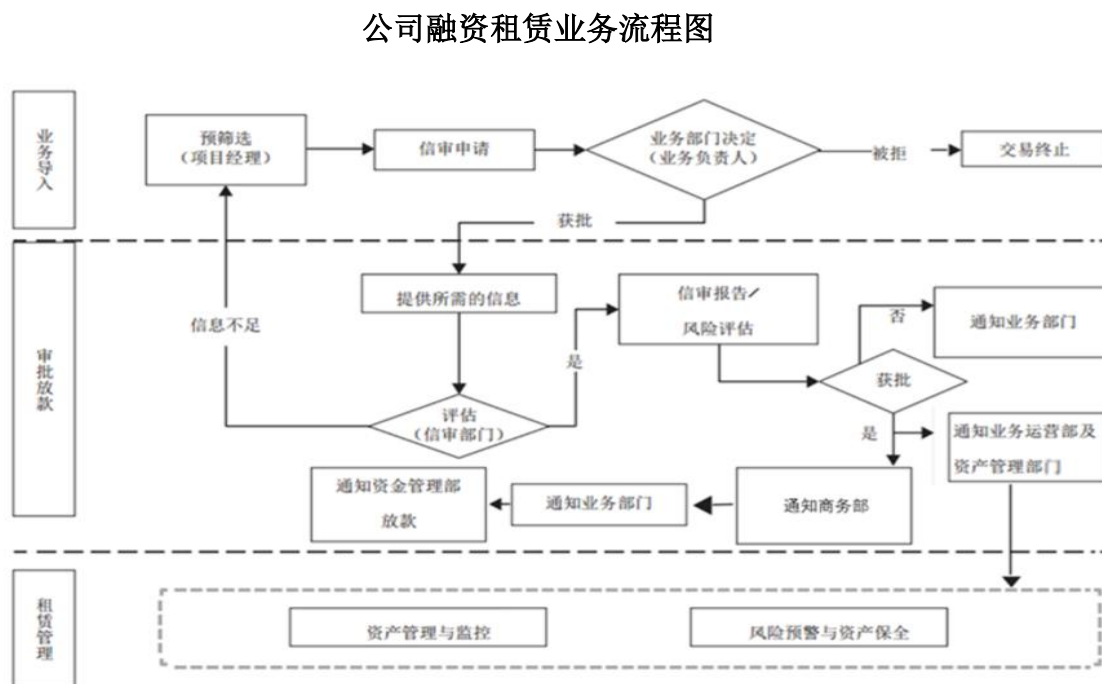 公司融资租赁业务流程图
业务导入
预筛选
（项目经理）
信审申请
业务部门决定
（业务负责人）
被拒
交易终止
获批
审批放款
提供所需的信息
信息不足
评估
（信审部门）
是
信审报告/
风险评估
获批
否
通知业务部门
是
通知业务运营部及
资产管理部门
通知商务部
通知业务部门
通知资金管理部
放款
租赁管理
资产管理与监控
风险预警与资产保全